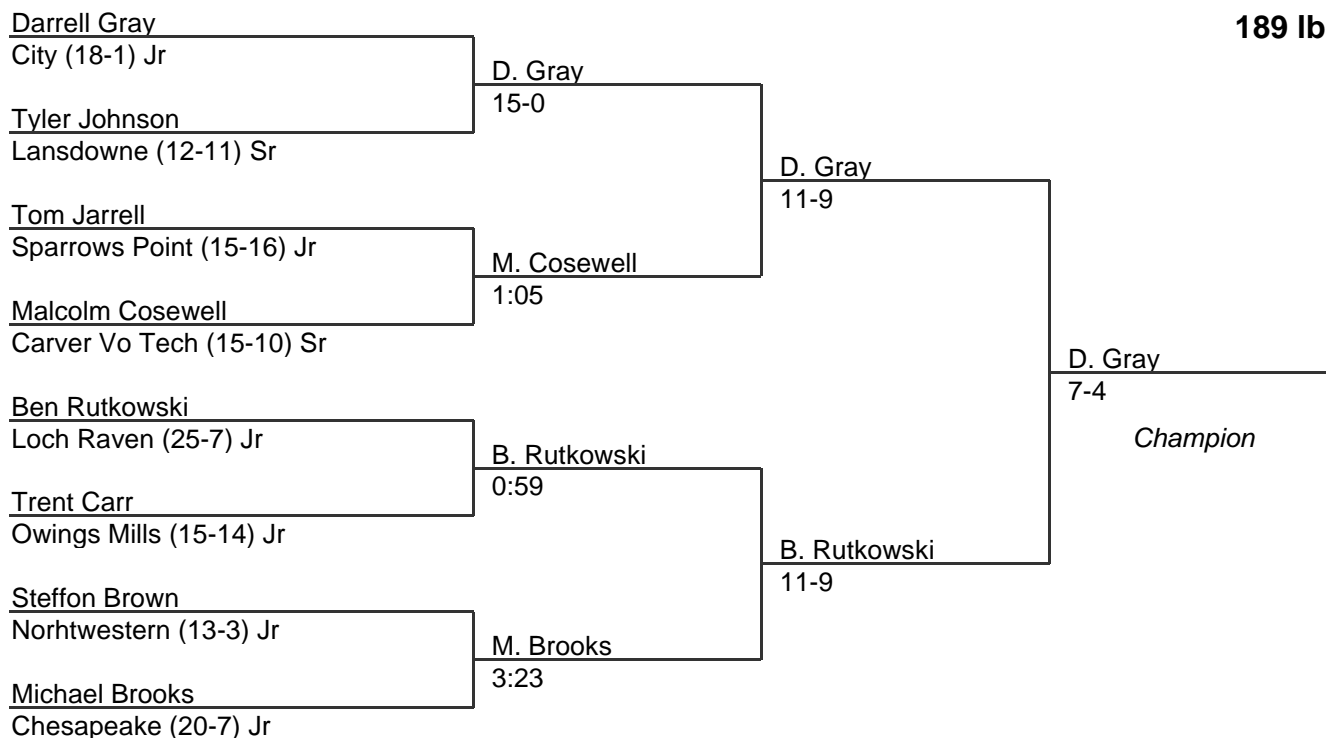 189 lb
Darrell Gray
City (18-1) Jr
Tyler Johnson
Lansdowne (12-11) Sr
Tom Jarrell
Sparrows Point (15-16) Jr
Malcolm Cosewell
Carver Vo Tech (15-10) Sr
Ben Rutkowski
Loch Raven (25-7) Jr
Trent Carr
Owings Mills (15-14) Jr
Steffon Brown
Norhtwestern (13-3) Jr
Michael Brooks
Chesapeake (20-7) Jr
D. Gray
15-0
M. Cosewell
1:05
B. Rutkowski
0:59
M. Brooks
3:23
D. Gray
11-9
B. Rutkowski
11-9
D. Gray
7-4
Champion